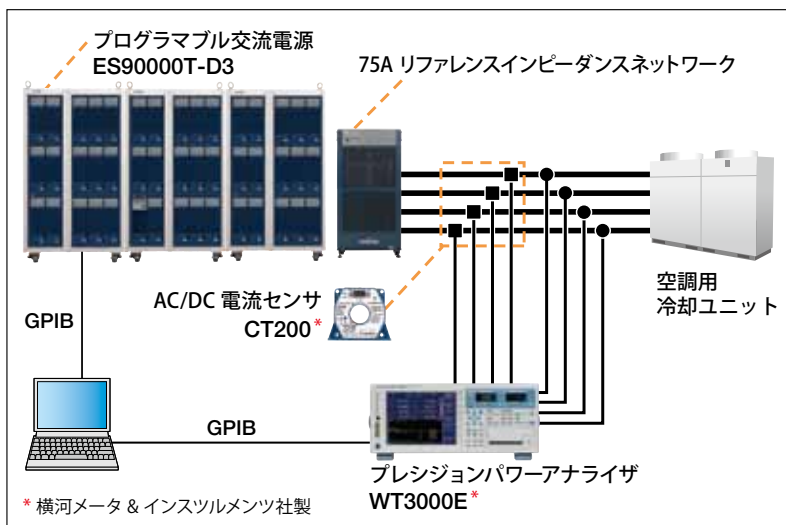 プログラマブル交流電源
ES90000T-D3
75A リファレンスインピーダンスネットワーク
AC/DC 電流センサ
CT200*
空調用
冷却ユニット
GPIB
GPIB
プレシジョンパワーアナライザ
WT3000E*
* 横河メータ & インスツルメンツ社製